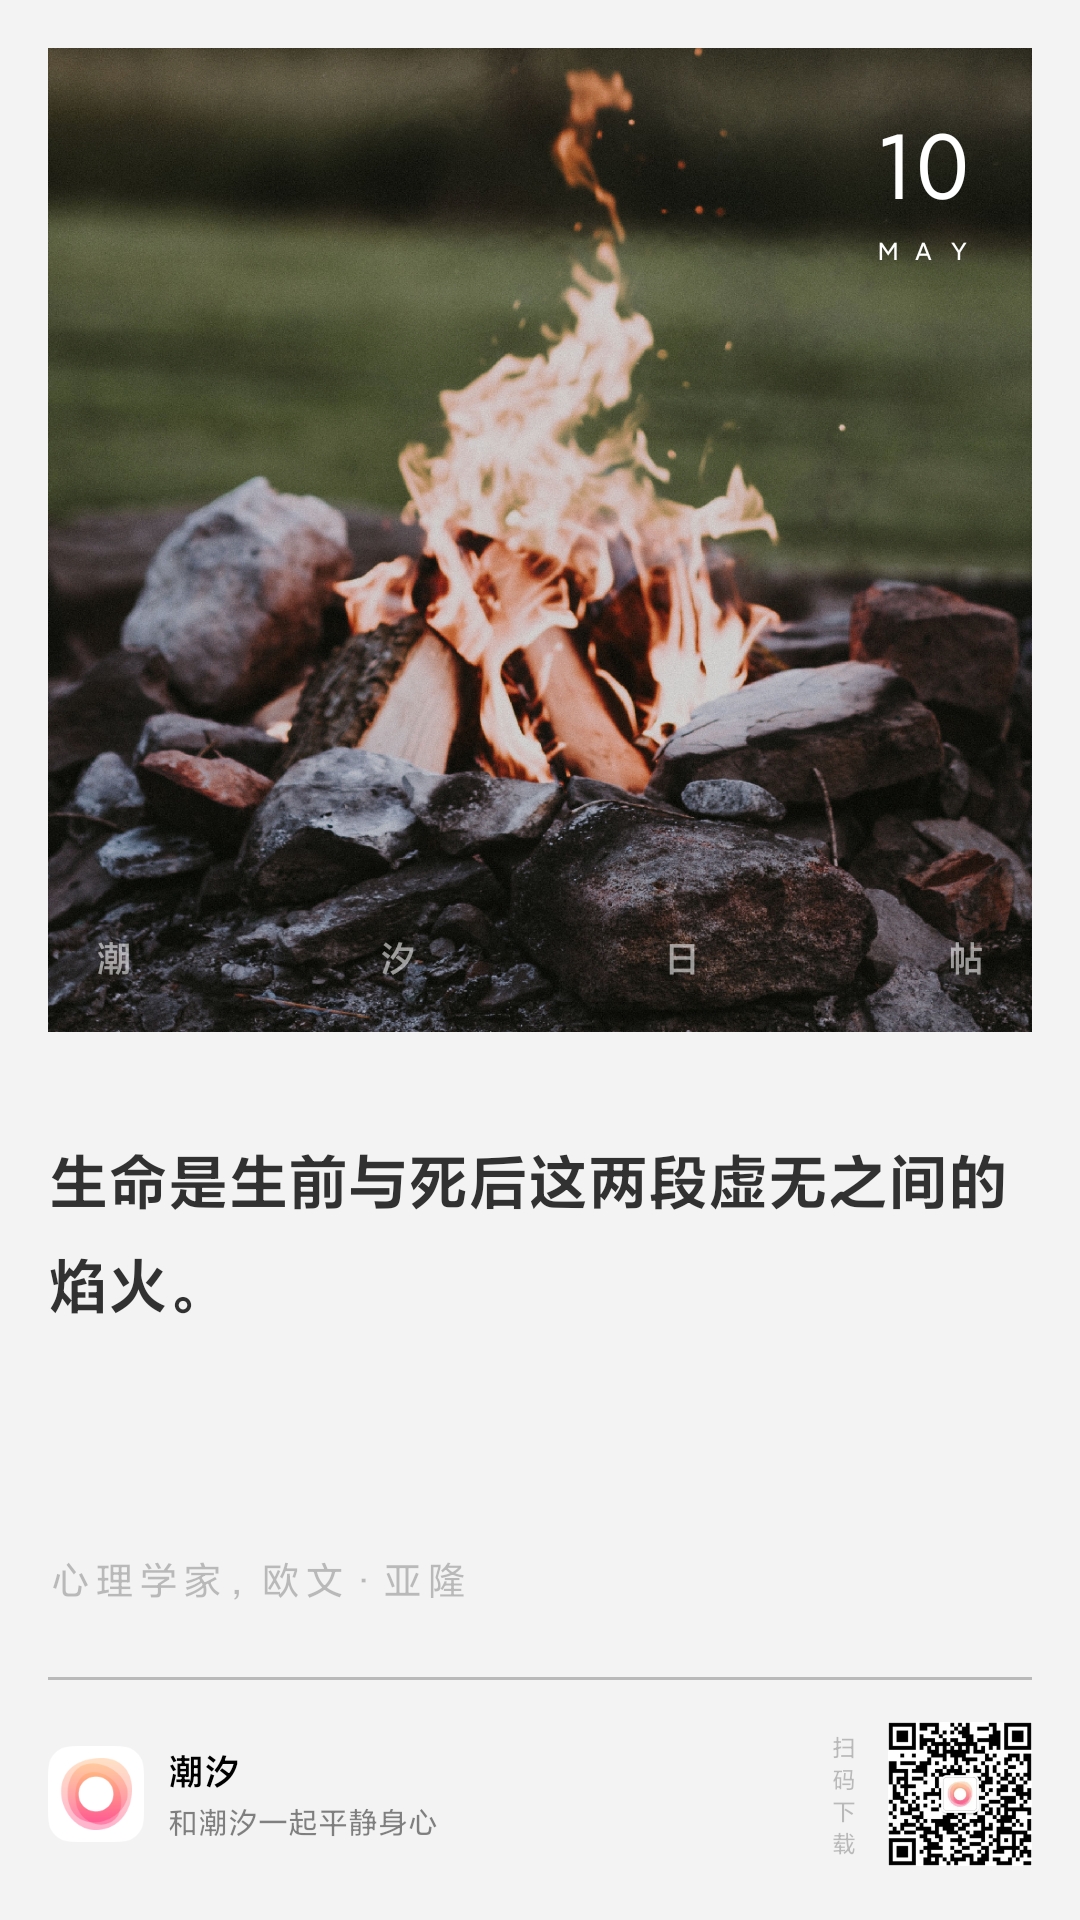 10
MAY
潮汐日帖
生命是生前与死后这两段虚无之间的
焰火。
心理学家，欧文·亚隆
潮汐
和潮汐一起平静身心
扫码下载